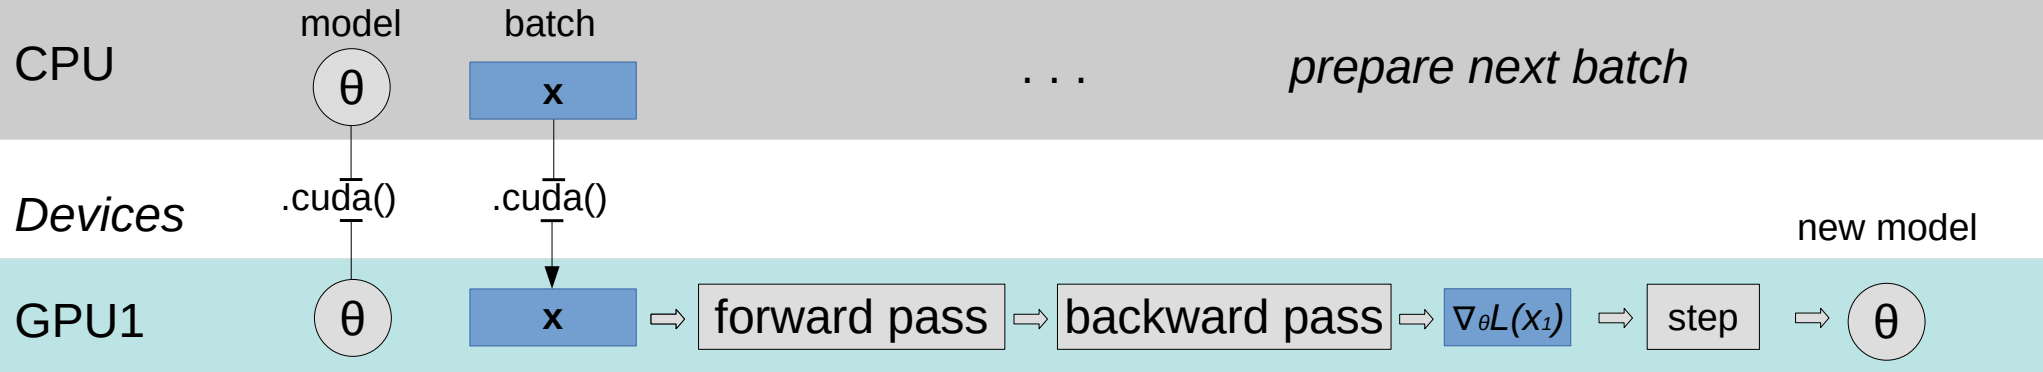 model batch
CPU θ x . . . prepare next batch
.cuda() .cuda()
Devices
new model
GPU1 θ x forward pass backward pass ∇θL(x₁) step θ